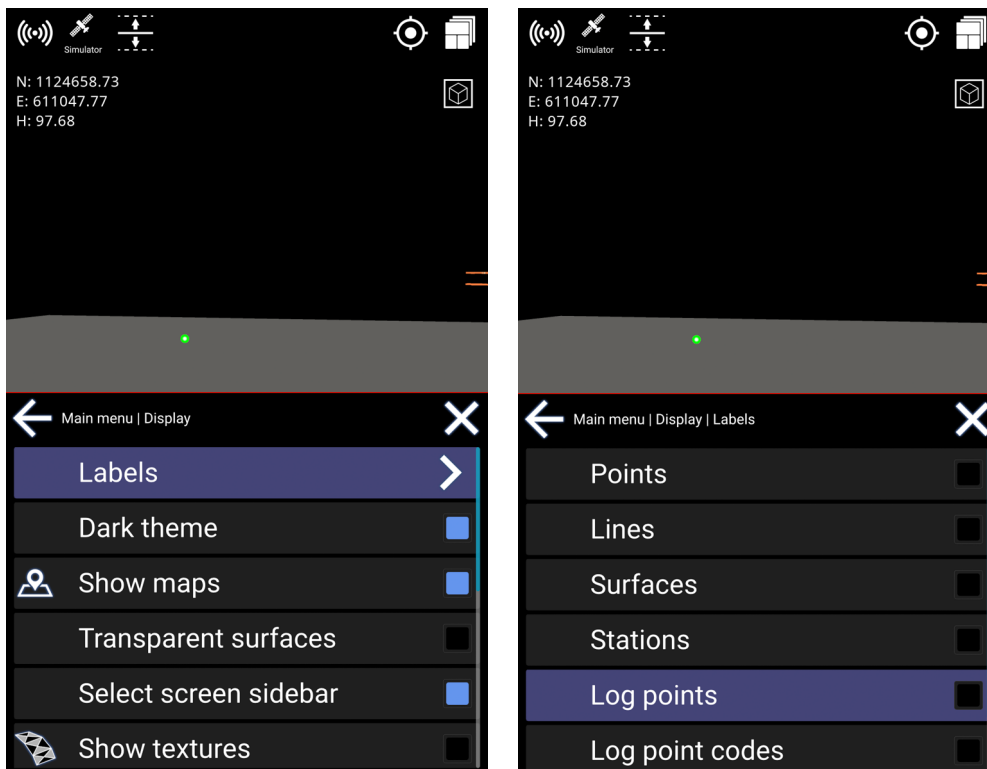 Simulator
N: 1124658.73
E: 611047.77
H: 97.68
Main menu | Display
Labels
Dark theme
Show maps
Transparent surfaces
Select screen sidebar
Show textures
Simulator
N: 1124658.73
E: 611047.77
H: 97.68
Main menu | Display | Labels
Points
Lines
Surfaces
Stations
Log points
Log point codes